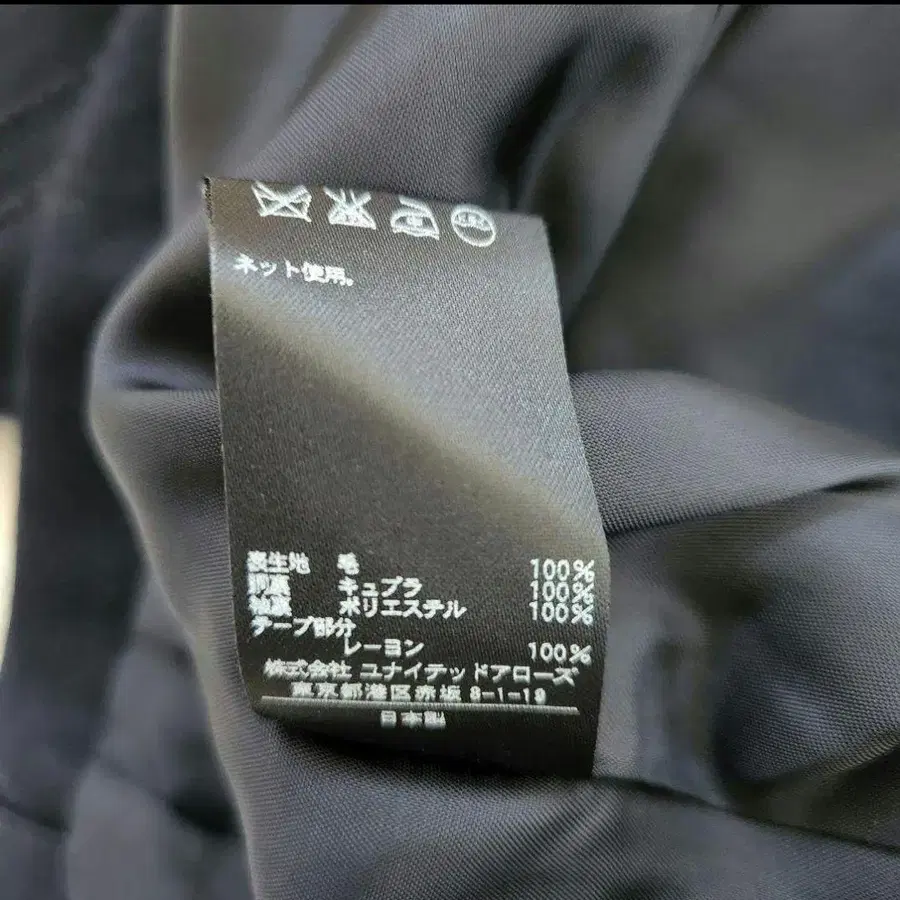 ネット使用。
表生地 毛 100%
胴裏 キュプラ 100%
袖裏 ポリエステル 100%
テープ部分
レーヨン 100%
株式会社 ユナイテッドアローズ
東京都港区赤坂 8-1-19
日本製